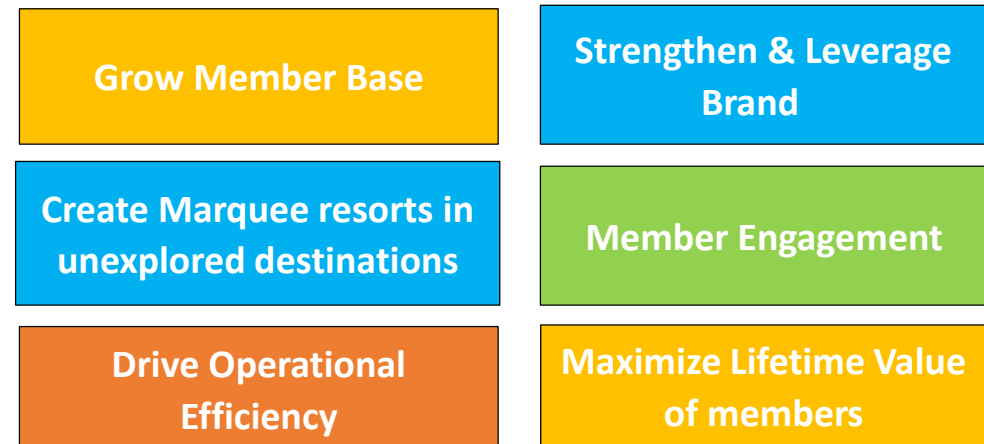 Grow Member Base
Strengthen & Leverage
Brand
Create Marquee resorts in
unexplored destinations
Member Engagement
Drive Operational
Efficiency
Maximize Lifetime Value
of members